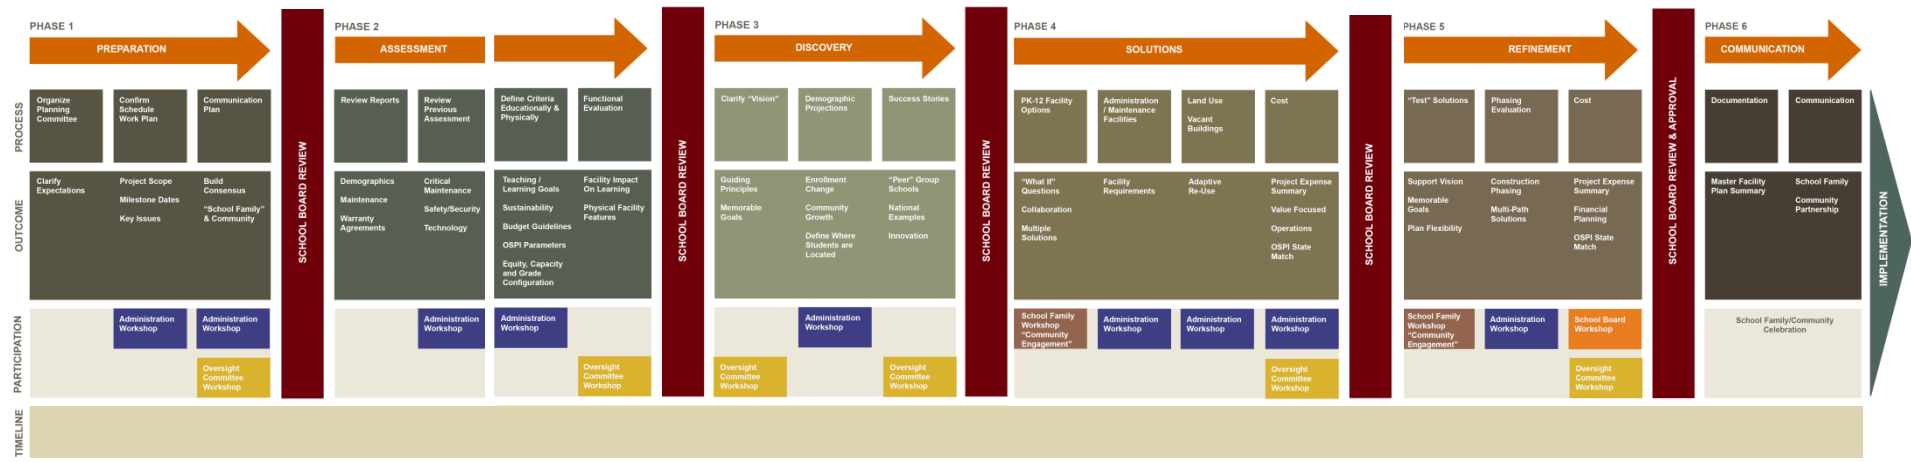 PHASE 1
PREPARATION
PROCESS
Organize
Planning
Committee
Confirm
Schedule
Work Plan
Communication
Plan
OUTCOME
Clarify
Expectations
Project Scope
Milestone Dates
Key Issues
Build
Consensus
“School Family”
& Community
PARTICIPATION
Administration
Workshop
Administration
Workshop
Oversight
Committee
Workshop
TIMELINE
SCHOOL BOARD REVIEW
PHASE 2
ASSESSMENT
Review Reports
Review
Previous
Assessment
Define Criteria
Educationally &
Physically
Functional
Evaluation
Demographics
Maintenance
Warranty
Agreements
Critical
Maintenance
Safety/Security
Technology
Teaching /
Learning Goals
Sustainability
Budget Guidelines
OSPI Parameters
Equity, Capacity
and Grade
Configuration
Facility Impact
On Learning
Physical Facility
Features
Administration
Workshop
Administration
Workshop
Oversight
Committee
Workshop
SCHOOL BOARD REVIEW
PHASE 3
DISCOVERY
Clarify “Vision”
Demographic
Projections
Success Stories
Guiding
Principles
Memorable
Goals
Enrollment
Change
Community
Growth
Define Where
Students are
Located
“Peer” Group
Schools
National
Examples
Innovation
Administration
Workshop
Oversight
Committee
Workshop
Oversight
Committee
Workshop
SCHOOL BOARD REVIEW
PHASE 4
SOLUTIONS
PK-12 Facility
Options
Administration
/ Maintenance
Facilities
Land Use
Vacant
Buildings
Cost
“What If”
Questions
Collaboration
Multiple
Solutions
Facility
Requirements
Adaptive
Re-Use
Project Expense
Summary
Value Focused
Operations
OSPI State
Match
School Family
Workshop
“Community
Engagement”
Administration
Workshop
Administration
Workshop
Administration
Workshop
Oversight
Committee
Workshop
SCHOOL BOARD REVIEW
PHASE 5
REFINEMENT
“Test” Solutions
Phasing
Evaluation
Cost
Support Vision
Memorable
Goals
Plan Flexibility
Construction
Phasing
Multi-Path
Solutions
Project Expense
Summary
Financial
Planning
OSPI State
Match
School Family
Workshop
“Community
Engagement”
Administration
Workshop
School Board
Workshop
Oversight
Committee
Workshop
SCHOOL BOARD REVIEW & APPROVAL
PHASE 6
COMMUNICATION
Documentation
Communication
Master Facility
Plan Summary
School Family
Community
Partnership
School Family/Community
Celebration
IMPLEMENTATION